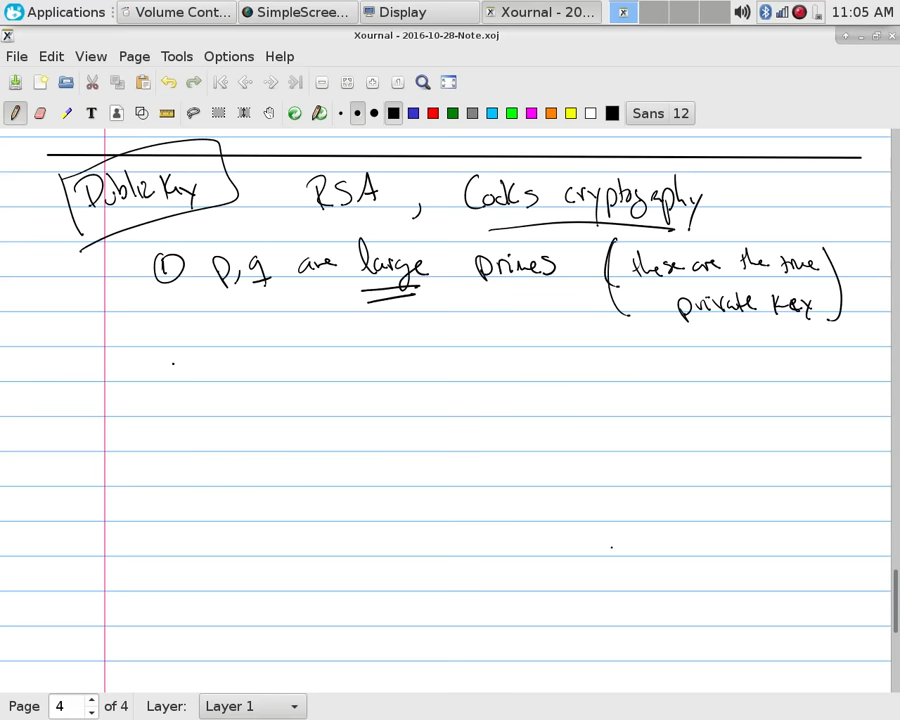 Applications Volume Cont... SimpleScree... Display Xournal - 20... 11:05 AM
Xournal - 2016-10-28-Note.xoj
File Edit View Page Tools Options Help
T Sans 12
Public Key RSA , Cocks cryptography
① p, q are large primes (these are the true
private key)
Page 4 of 4 Layer: Layer 1